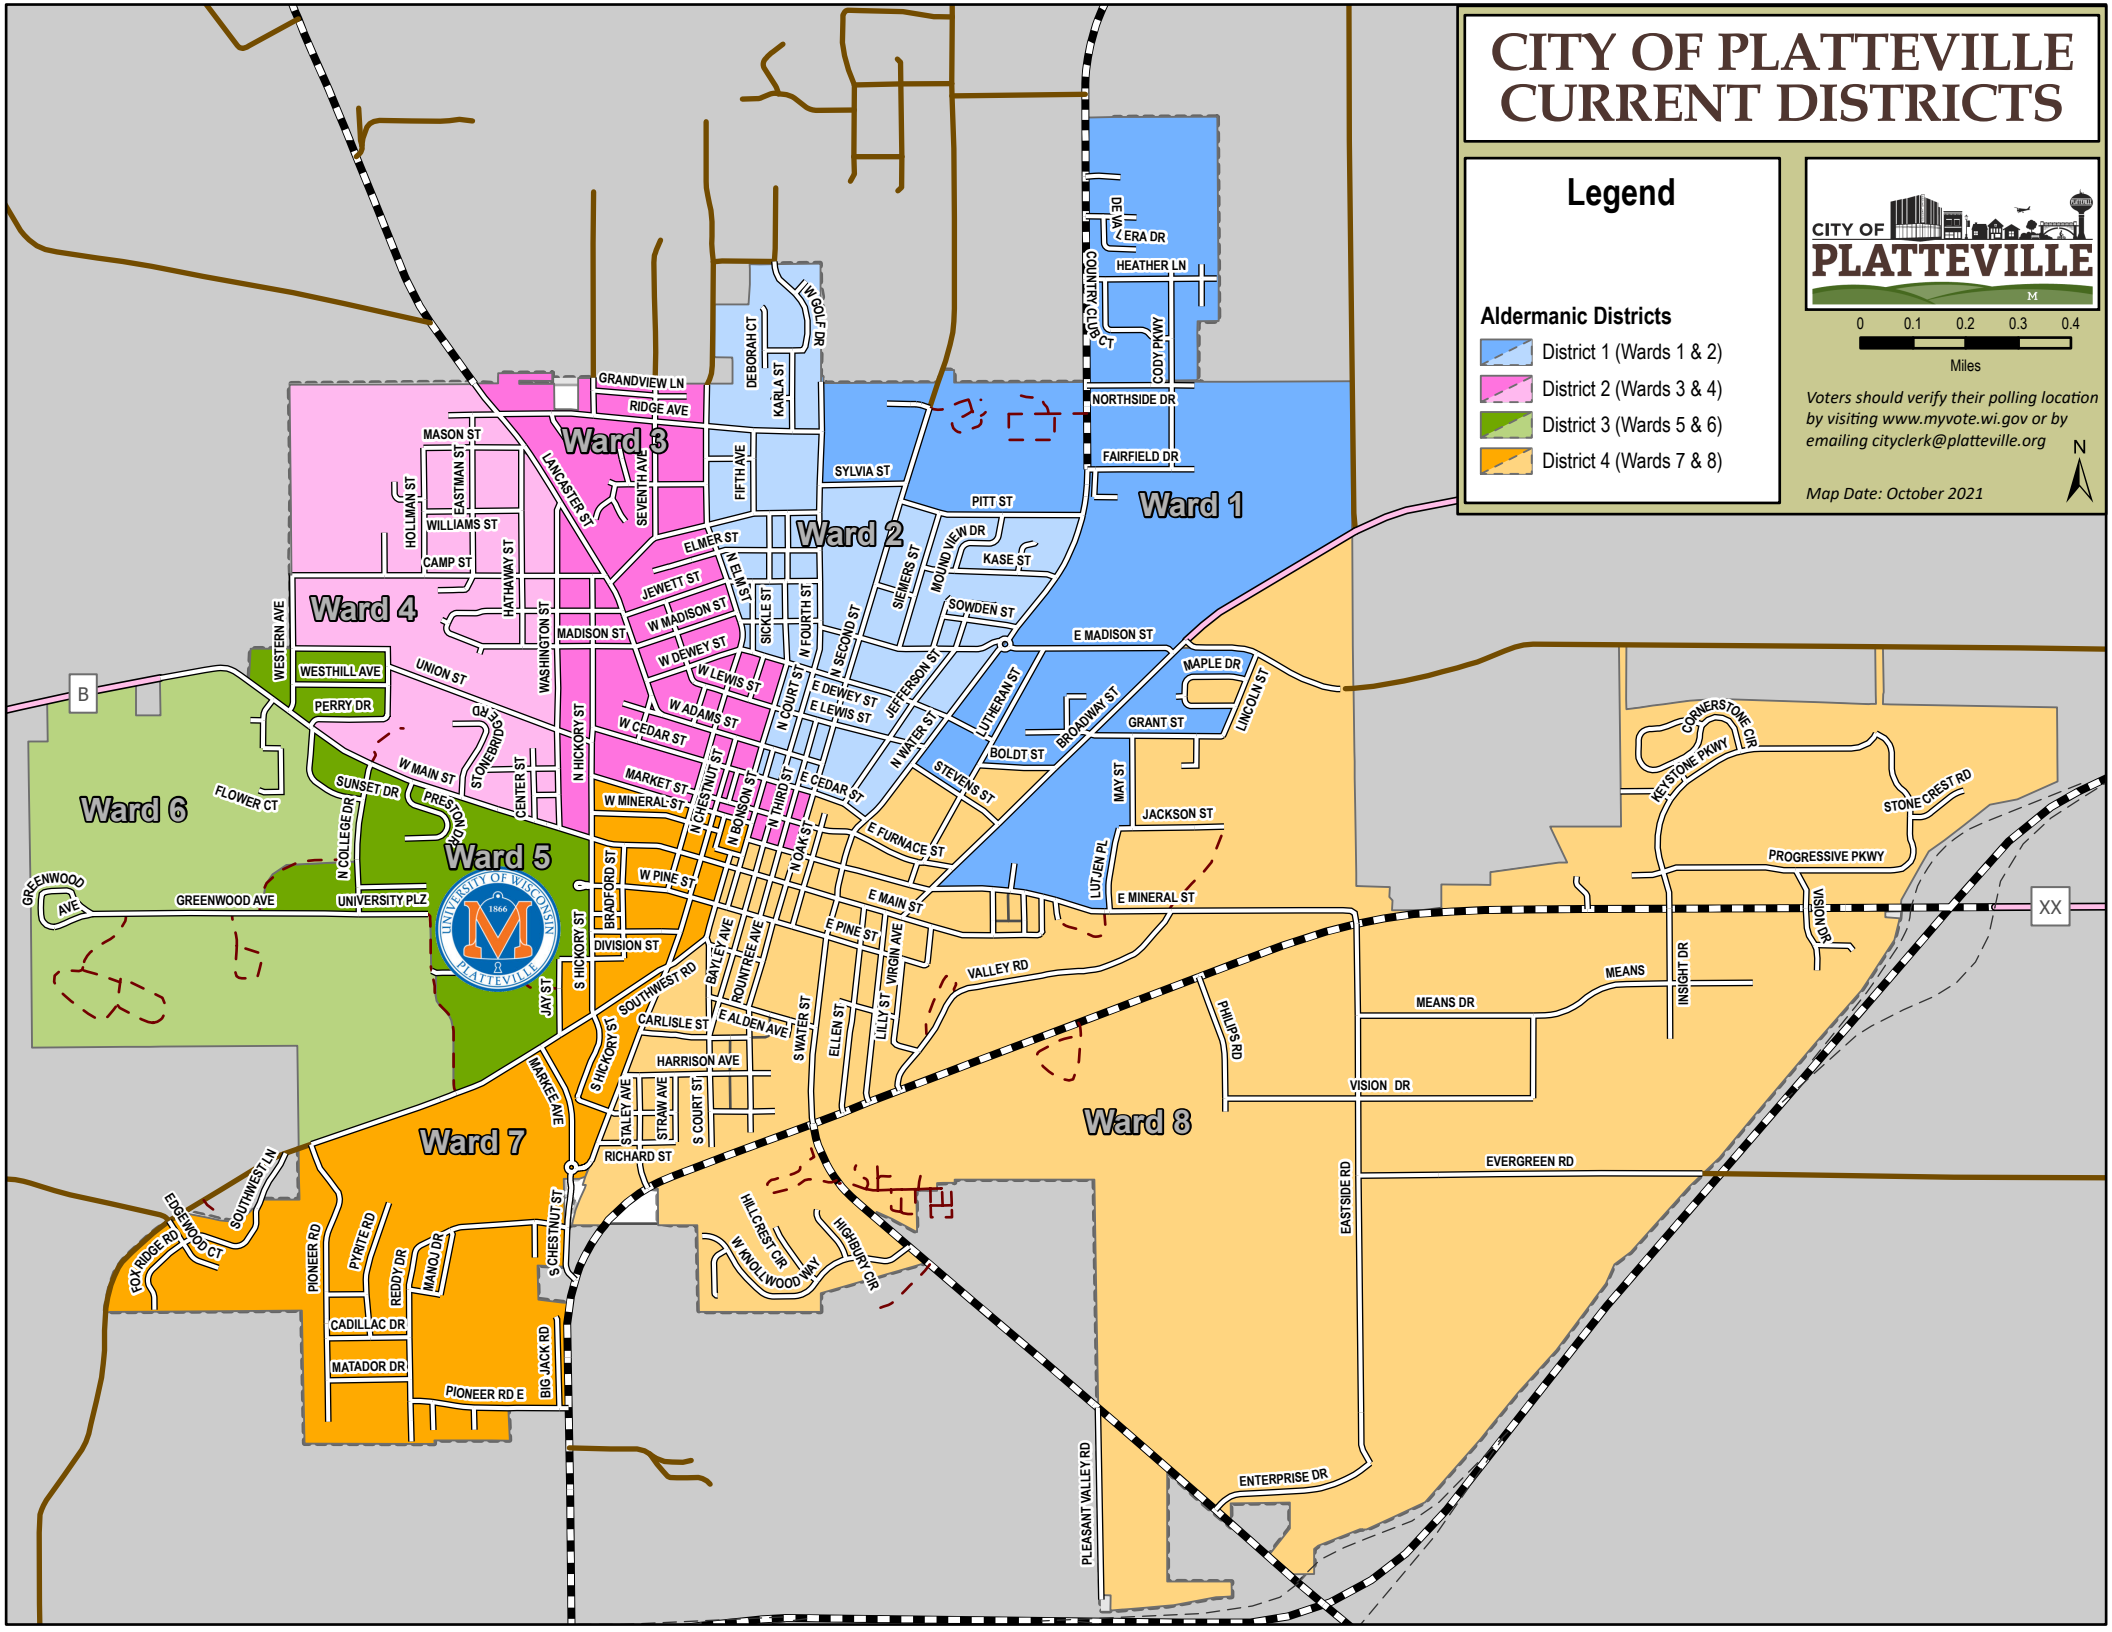 CITY OF PLATTEVILLE
CURRENT DISTRICTS
Legend
Aldermanic Districts
District 1 (Wards 1 & 2)
District 2 (Wards 3 & 4)
District 3 (Wards 5 & 6)
District 4 (Wards 7 & 8)
PLATTEVILLE
CITY OF
PLATTEVILLE
M
0 0.1 0.2 0.3 0.4
Miles
Voters should verify their polling location
by visiting www.myvote.wi.gov or by
emailing cityclerk@platteville.org
N
Map Date: October 2021
DE VALERA DR
HEATHER LN
COUNTRY CLUB CT
CODY PKWY
W GOLF DR
DEBORAH CT
KARLA ST
GRANDVIEW LN
RIDGE AVE
NORTHSIDE DR
MASON ST
Ward 3
LANCASTER ST
SEVENTH AVE
FIFTH AVE
SYLVIA ST
FAIRFIELD DR
EASTMAN ST
HOLLMAN ST
WILLIAMS ST
PITT ST
Ward 1
Ward 2
ELMER ST
MOUND VIEW DR
KASE ST
CAMP ST
HATHAWAY ST
N ELM ST
JEWETT ST
SIEMERS ST
Ward 4
WESTERN AVE
WASHINGTON ST
MADISON ST
W MADISON ST
SICKLE ST
N FOURTH ST
N SECOND ST
SOWDEN ST
E MADISON ST
W DEWEY ST
WESTHILL AVE
UNION ST
W LEWIS ST
N COURT ST
E DEWEY ST
E LEWIS ST
JEFFERSON ST
LUTHERAN ST
MAPLE DR
LINCOLN ST
B
PERRY DR
STONEBRIDGE RD
N HICKORY ST
W ADAMS ST
W CEDAR ST
N WATER ST
BROADWAY ST
GRANT ST
BOLDT ST
STEVENS ST
CORNERSTONE CIR
KEYSTONE PKWY
STONE CREST RD
W MAIN ST
SUNSET DR
PRESTON DR
CENTER ST
MARKET ST
W MINERAL ST
N CHESTNUT ST
N BONSON ST
N THIRD ST
E CEDAR ST
N OAK ST
E FURNACE ST
MAY ST
JACKSON ST
Ward 6
FLOWER CT
N COLLEGE DR
Ward 5
BRADFORD ST
W PINE ST
E MAIN ST
LUTJEN PL
E MINERAL ST
PROGRESSIVE PKWY
VISION DR
XX
GREENWOOD
AVE
GREENWOOD AVE
UNIVERSITY PLZ
UNIVERSITY OF WISCONSIN
1866
M
PLATTEVILLE
S HICKORY ST
DIVISION ST
E PINE ST
BAYLEY AVE
ROUNTREE AVE
VIRGIN AVE
VALLEY RD
SOUTHWEST RD
JAY ST
MEANS
INSIGHT DR
MEANS DR
CARLISLE ST
E ALDEN AVE
S WATER ST
ELLEN ST
LILLY ST
PHILIPS RD
HARRISON AVE
S HICKORY ST
MARKEE AVE
STALEY AVE
STRAW AVE
S COURT ST
VISION DR
Ward 7
Ward 8
RICHARD ST
EVERGREEN RD
SOUTHWEST LN
EDGEWOOD CT
FOX RIDGE RD
PIONEER RD
PYRITE RD
REDDY DR
MANOJ DR
S CHESTNUT ST
HILLCREST CIR
W KNOLLWOOD WAY
HIGHBURY CIR
EASTSIDE RD
CADILLAC DR
MATADOR DR
BIG JACK RD
PIONEER RD E
PLEASANT VALLEY RD
ENTERPRISE DR